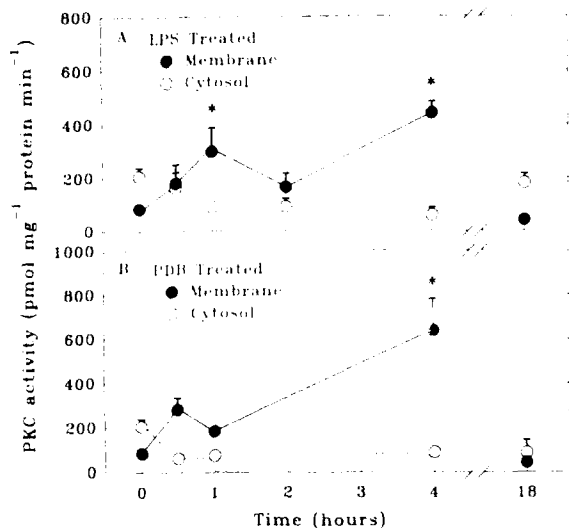 PKC activity (pmol mg⁻¹ protein min⁻¹)
800
600
400
200
0
A LPS Treated
Membrane
Cytosol
*
*
1000
800
600
400
200
0
B PDB Treated
Membrane
Cytosol
*
0 1 2 3 4 18
Time (hours)